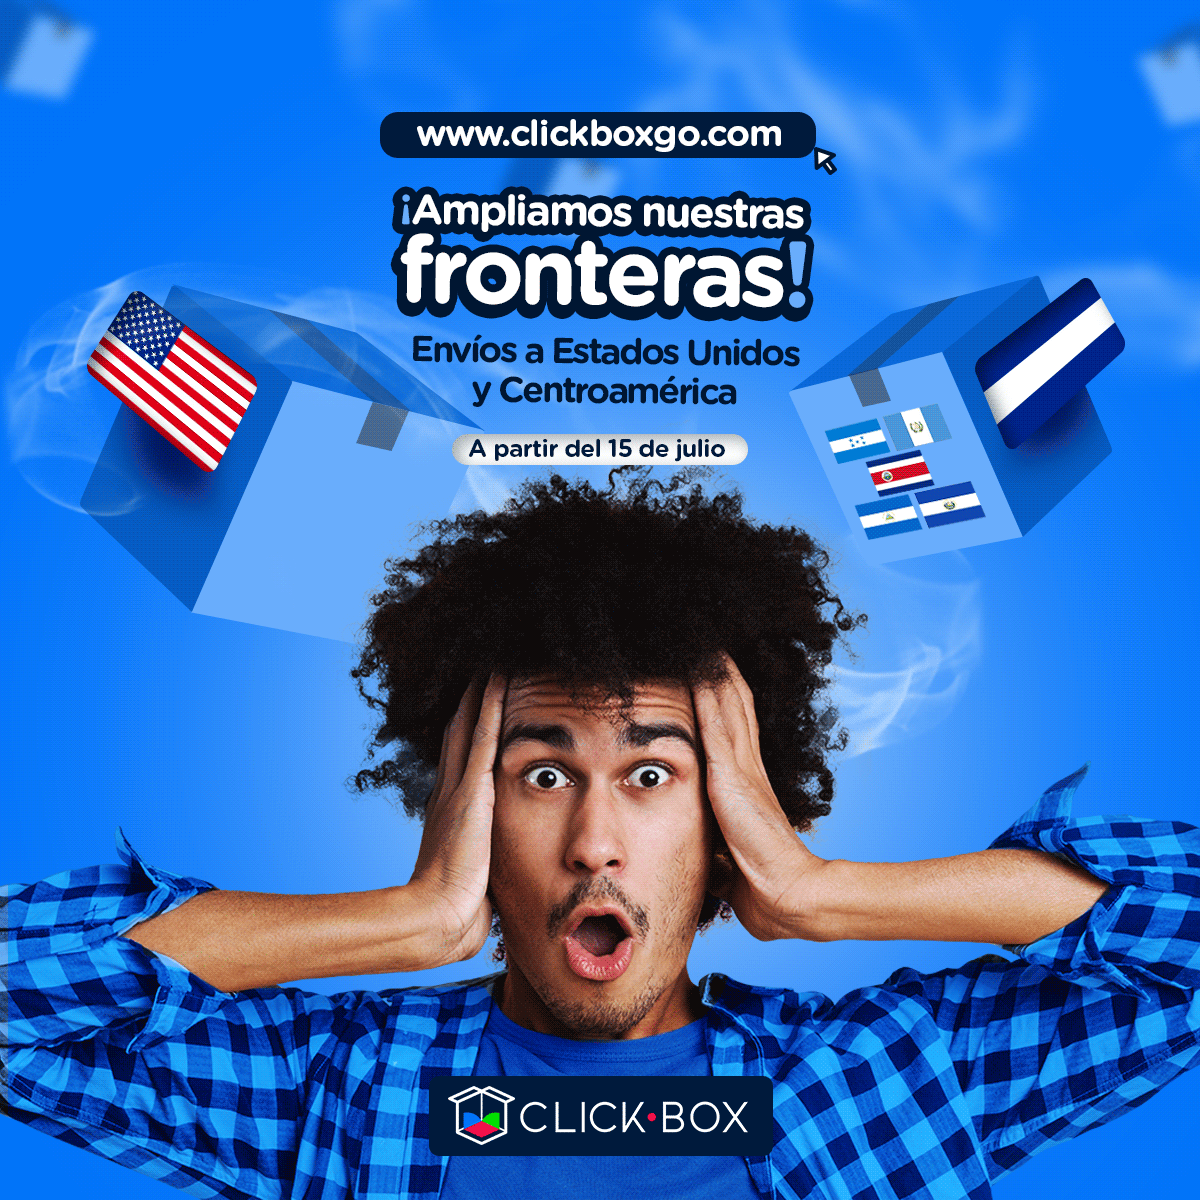 www.clickboxgo.com
¡Ampliamos nuestras
fronteras!
Envíos a Estados Unidos
y Centroamérica
A partir del 15 de julio
CLICK·BOX